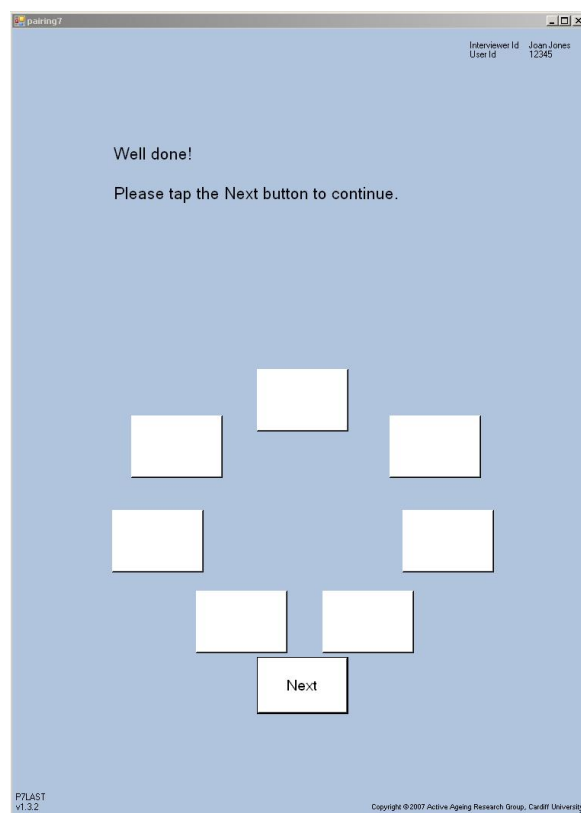 pairing7
Interviewer Id Joan Jones
User Id 12345
Well done!
Please tap the Next button to continue.
Next
P7LAST
v1.3.2
Copyright ©2007 Active Ageing Research Group, Cardiff University